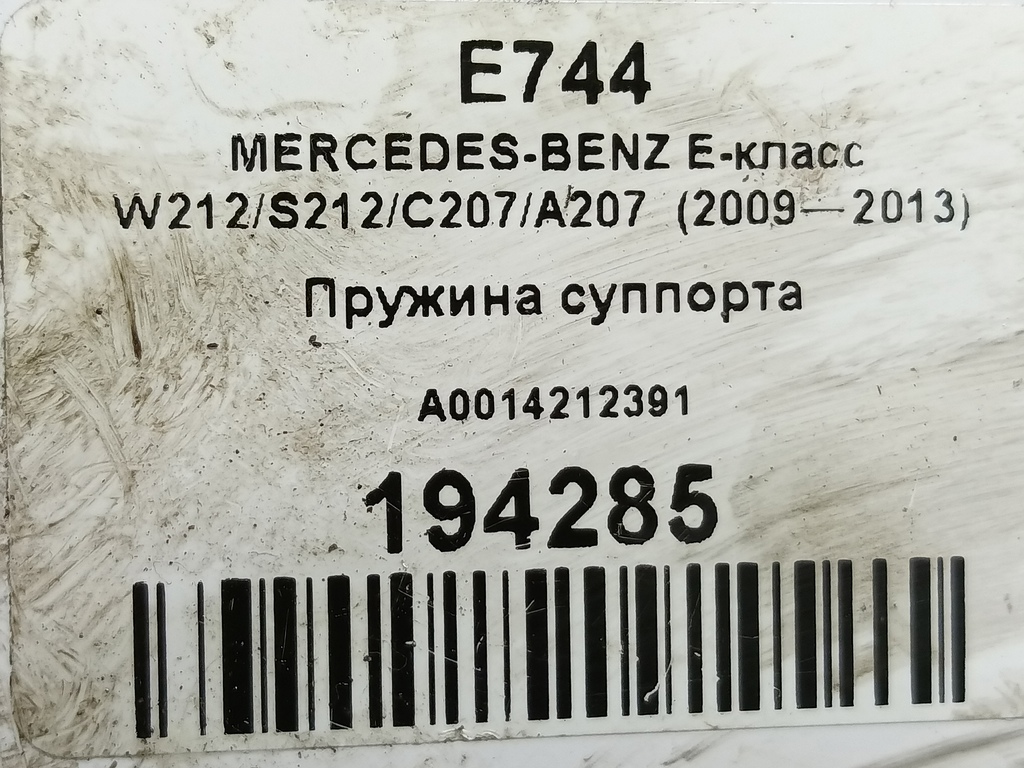 E744
MERCEDES-BENZ E-класс
W212/S212/C207/A207 (2009—2013)
Пружина суппорта
A0014212391
194285